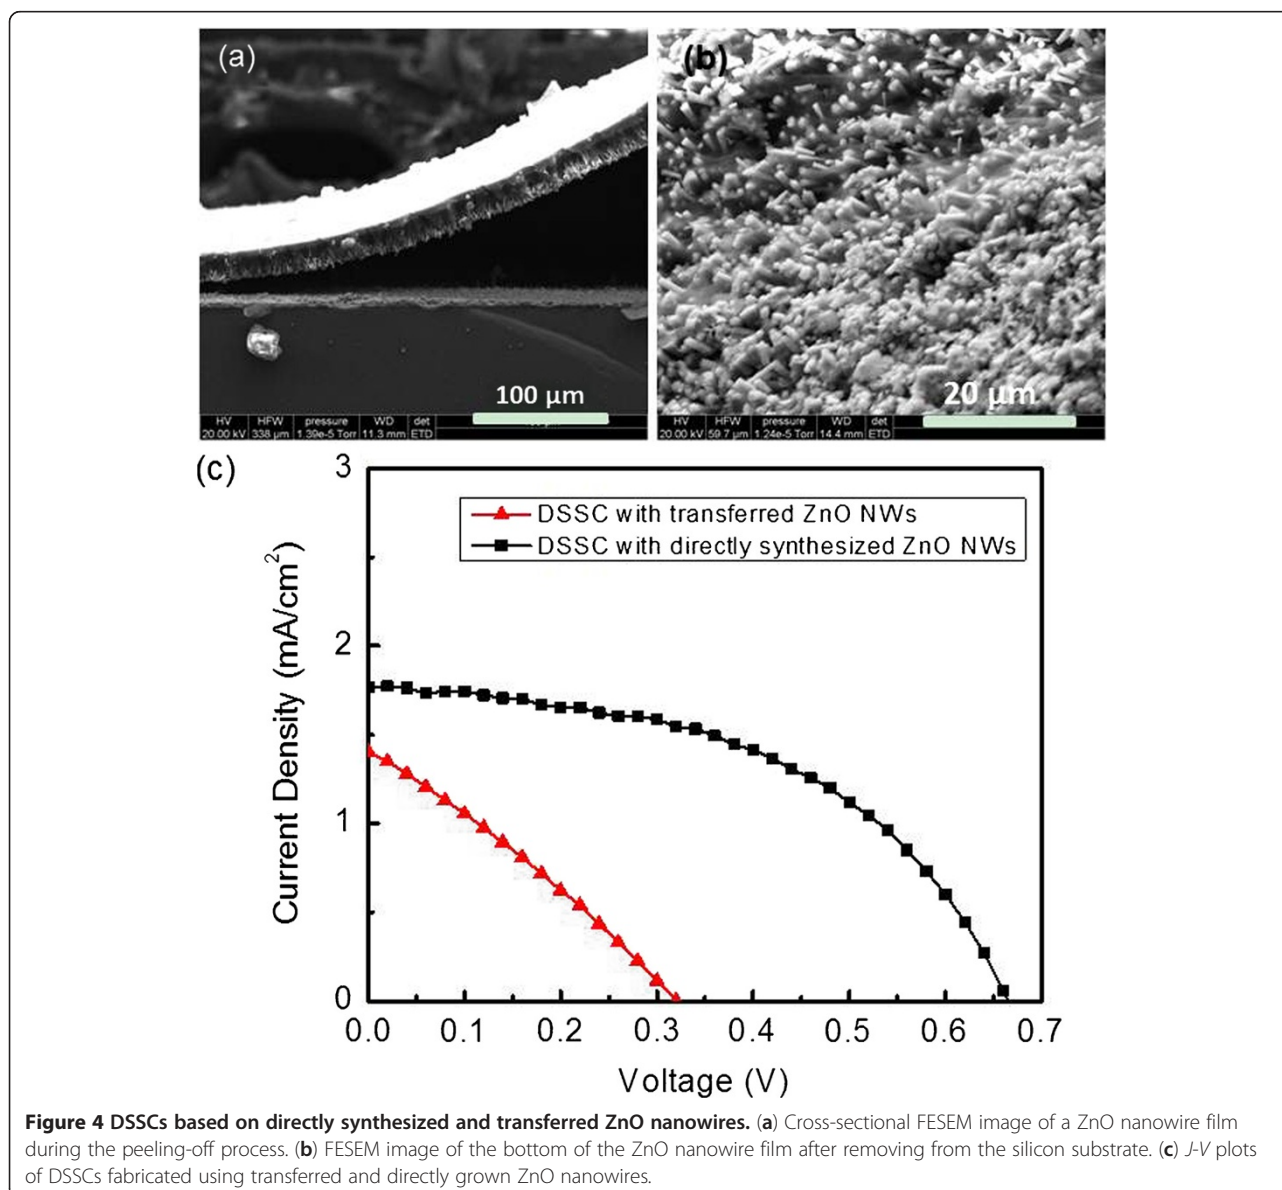 (a)
HV HFW pressure WD det
20.00 kV 338 µm 1.39e-5 Torr 11.3 mm ETD
100 µm
(b)
HV HFW pressure WD det
20.00 kV 59.7 µm 1.24e-5 Torr 14.4 mm ETD
20 µm
(c)
3
2
1
0
Current Density (mA/cm²)
DSSC with transferred ZnO NWs
DSSC with directly synthesized ZnO NWs
0.0 0.1 0.2 0.3 0.4 0.5 0.6 0.7
Voltage (V)
Figure 4 DSSCs based on directly synthesized and transferred ZnO nanowires. (a) Cross-sectional FESEM image of a ZnO nanowire film
during the peeling-off process. (b) FESEM image of the bottom of the ZnO nanowire film after removing from the silicon substrate. (c) J-V plots
of DSSCs fabricated using transferred and directly grown ZnO nanowires.